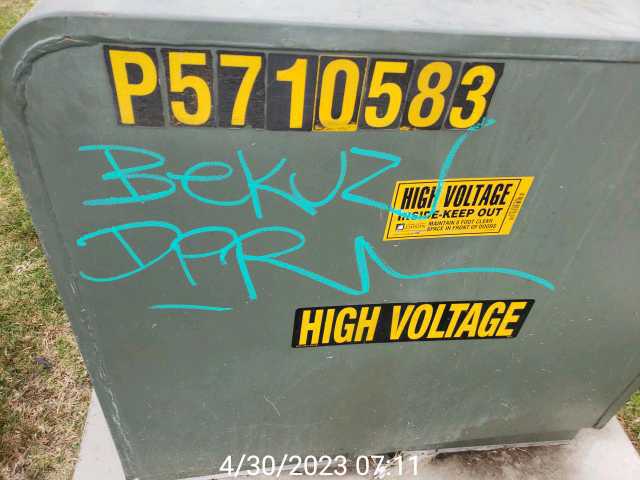 P5710583
BEKUZ
HIGH VOLTAGE
INSIDE-KEEP OUT
MAINTAIN 8 FOOT CLEAR
SPACE IN FRONT OF DOORS
DPR
HIGH VOLTAGE
4/30/2023 07:11